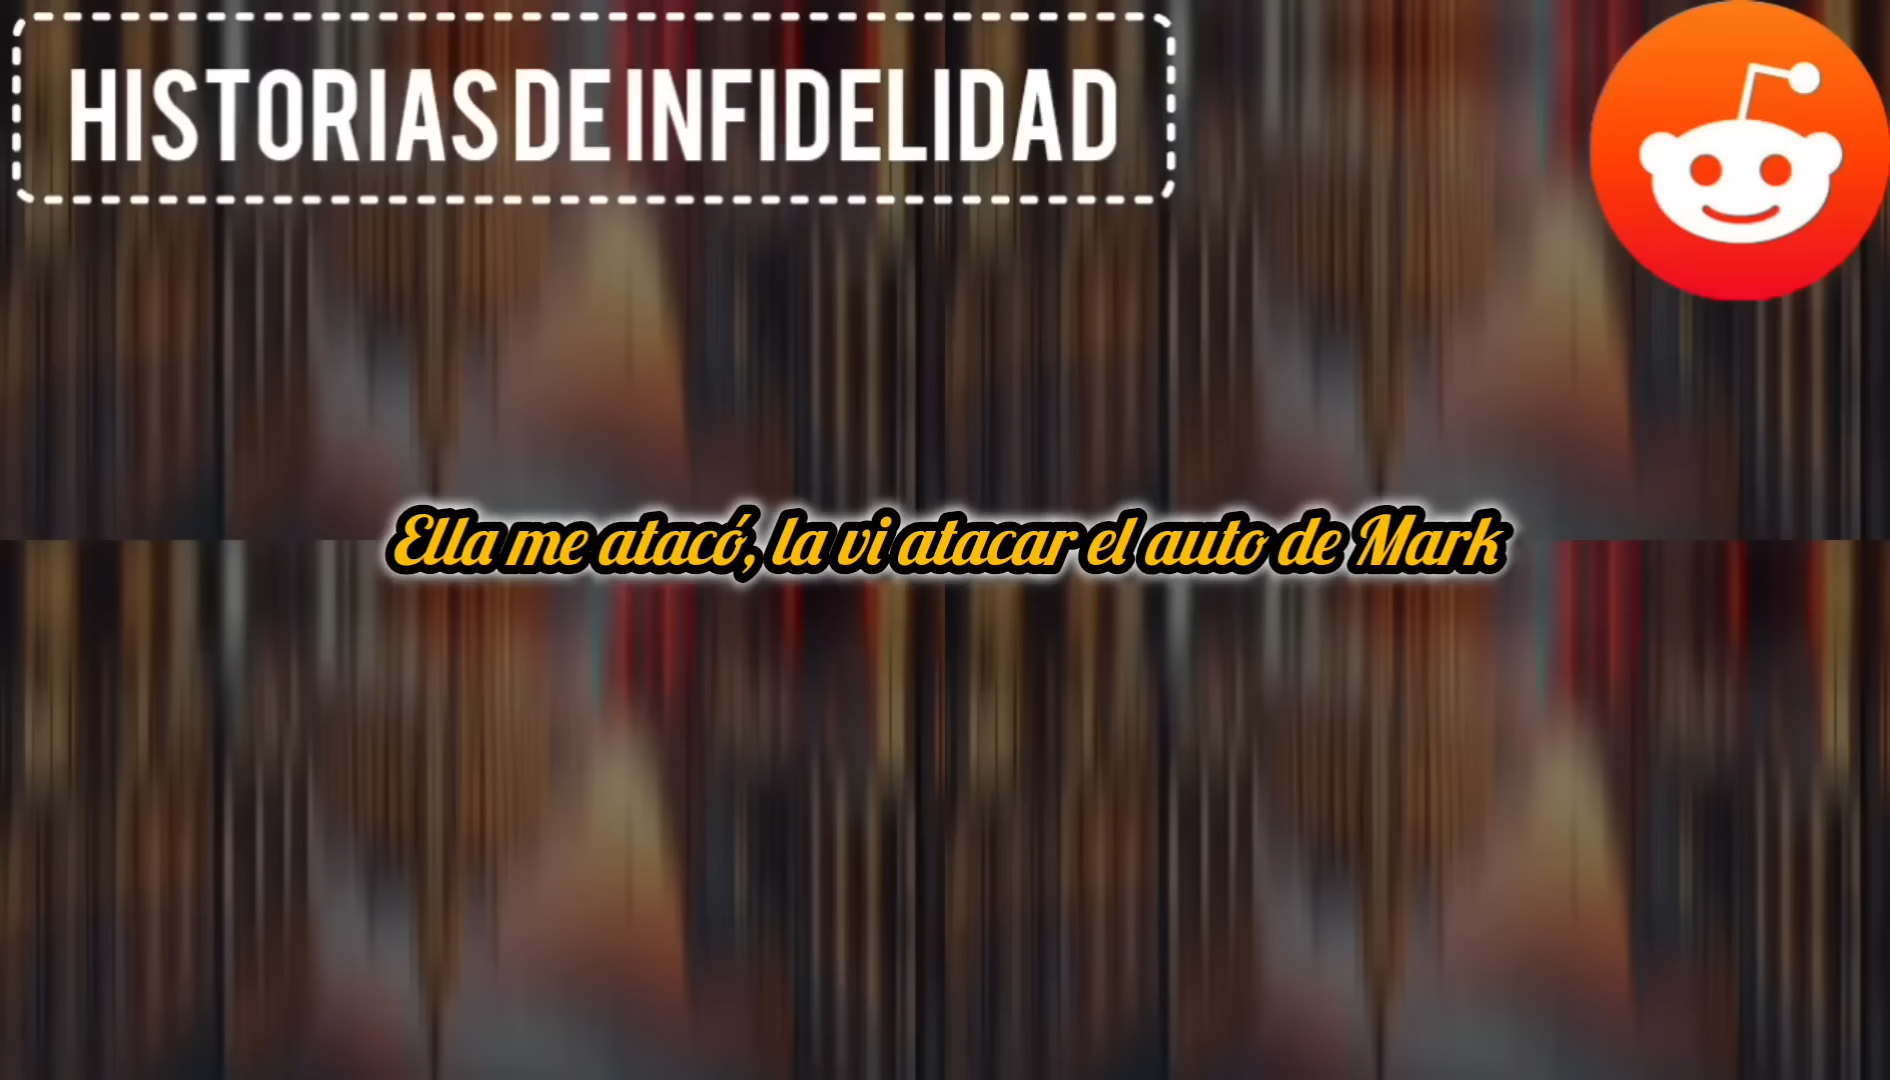 HISTORIAS DE INFIDELIDAD
Ella me atacó, la vi atacar el auto de Mark